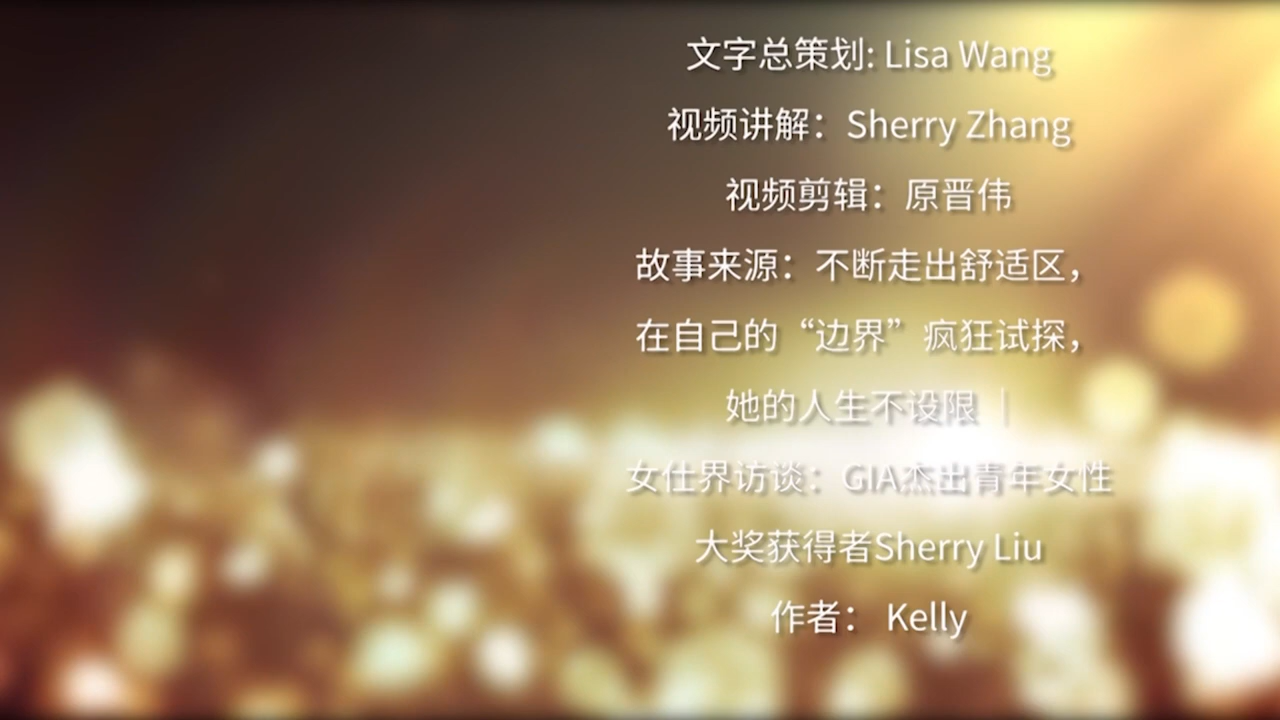 文字总策划: Lisa Wang
视频讲解：Sherry Zhang
视频剪辑：原晋伟
故事来源：不断走出舒适区，
在自己的“边界”疯狂试探，
她的人生不设限｜
女仕界访谈：GIA杰出青年女性
大奖获得者Sherry Liu
作者： Kelly